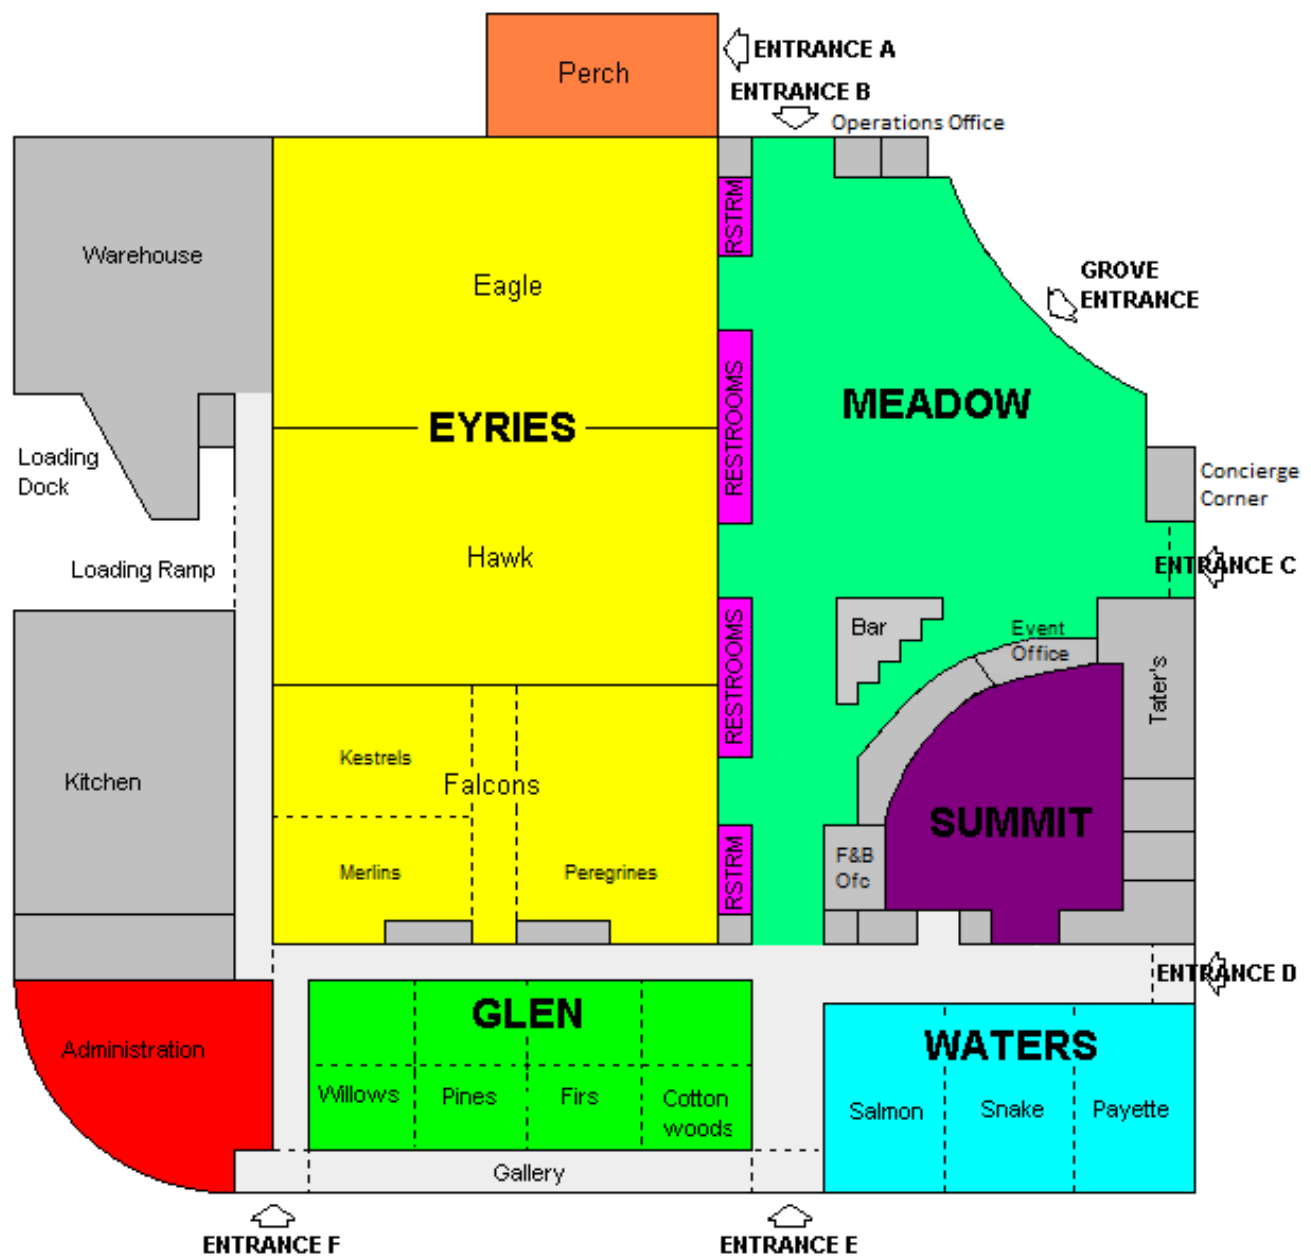 ENTRANCE A
Perch
ENTRANCE B
Operations Office
RSTRM
Warehouse
Eagle
GROVE
ENTRANCE
MEADOW
EYRIES
RESTROOMS
Loading
Dock
Concierge
Corner
Hawk
Loading Ramp
ENTRANCE C
Bar
Event
Office
RESTROOMS
Tater's
Kestrels
Kitchen
Falcons
SUMMIT
Merlins
Peregrines
RSTRM
F&B
Ofc
ENTRANCE D
GLEN
WATERS
Administration
Willows
Pines
Firs
Cotton
woods
Salmon
Snake
Payette
Gallery
ENTRANCE F
ENTRANCE E